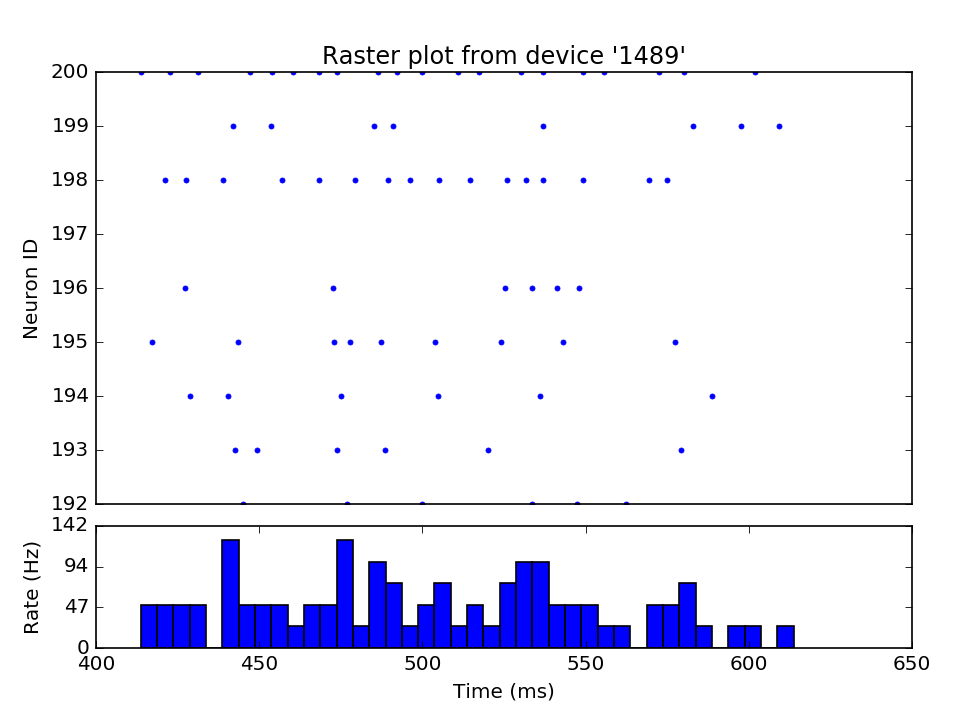 Raster plot from device '1489'
200
199
198
197
196
195
194
193
192
Neuron ID
142
94
47
0
Rate (Hz)
400 450 500 550 600 650
Time (ms)